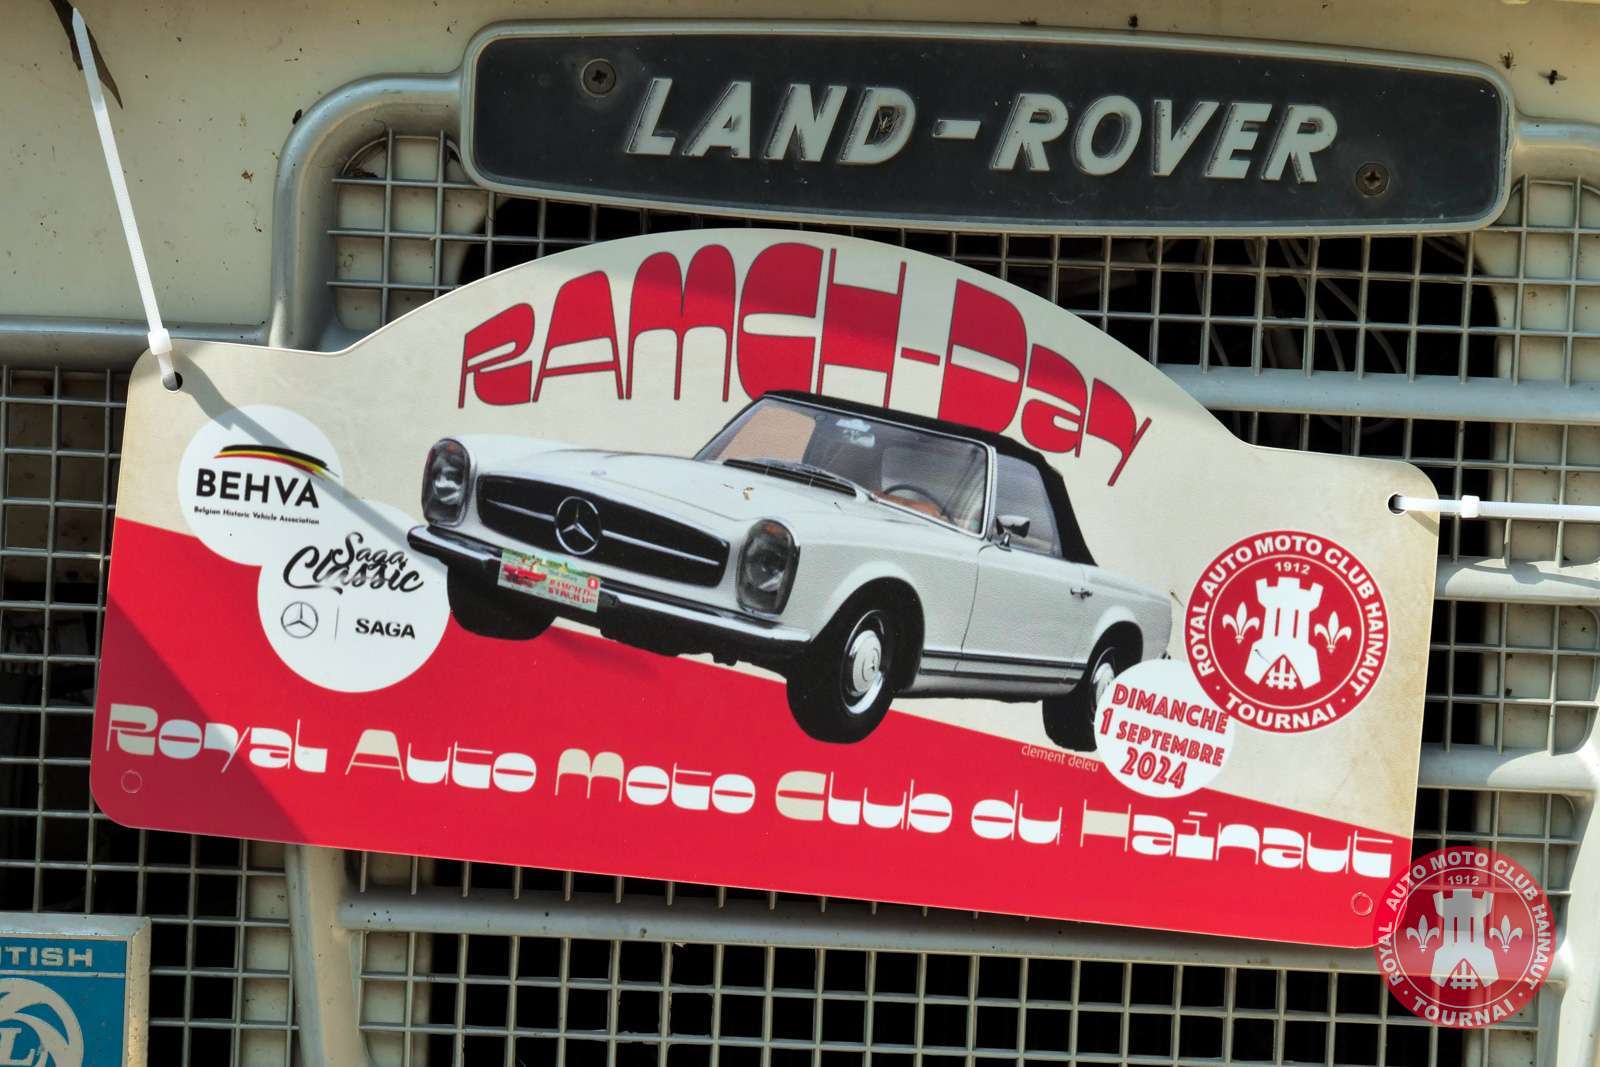 LAND-ROVER
RAMCH-Day
BEHVA
Belgian Historic Vehicle Association
Saga
Classic
SAGA
ROYAL AUTO MOTO CLUB HAINAUT
1912
· TOURNAI ·
DIMANCHE
1 SEPTEMBRE
2024
clement deleu
Royal Auto Moto Club du Hainaut
TISH
L
ROYAL AUTO MOTO CLUB HAINAUT
1912
· TOURNAI ·